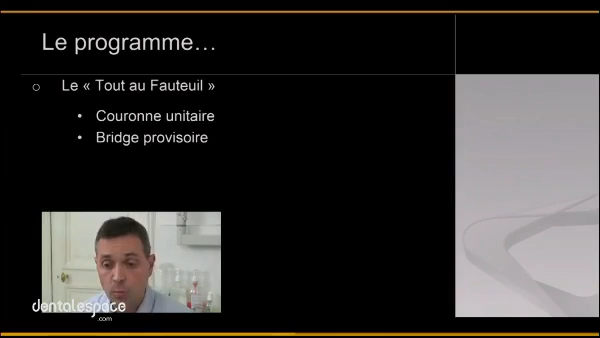 Le programme…
Le « Tout au Fauteuil »
Couronne unitaire
Bridge provisoire
dentalespace
.com